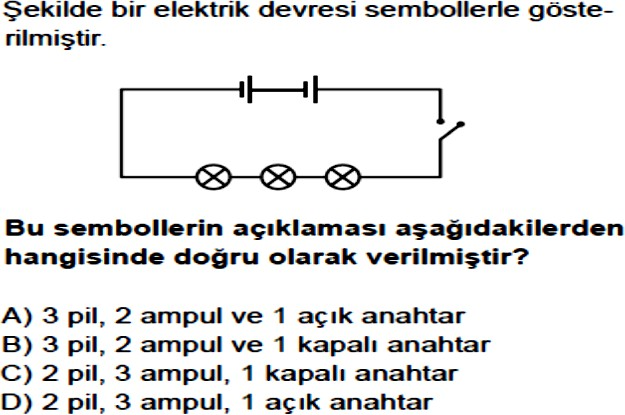 Şekilde bir elektrik devresi sembollerle göste-
rilmiştir.
Bu sembollerin açıklaması aşağıdakilerden
hangisinde doğru olarak verilmiştir?
A) 3 pil, 2 ampul ve 1 açık anahtar
B) 3 pil, 2 ampul ve 1 kapalı anahtar
C) 2 pil, 3 ampul, 1 kapalı anahtar
D) 2 pil, 3 ampul, 1 açık anahtar